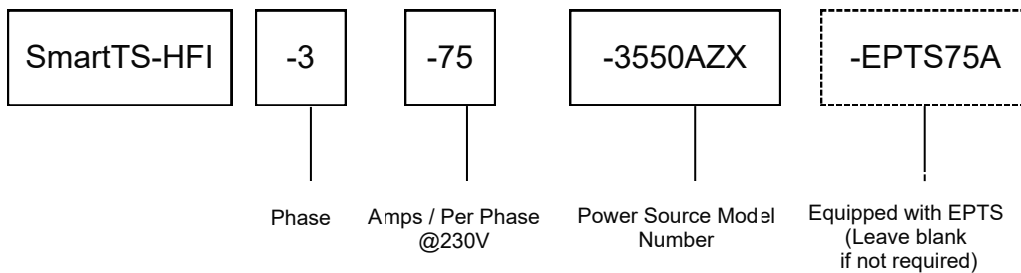 SmartTS-HFI -3 -75 -3550AZX -EPTS75A
Phase
Amps / Per Phase
@230V
Power Source Model
Number
Equipped with EPTS
(Leave blank
if not required)